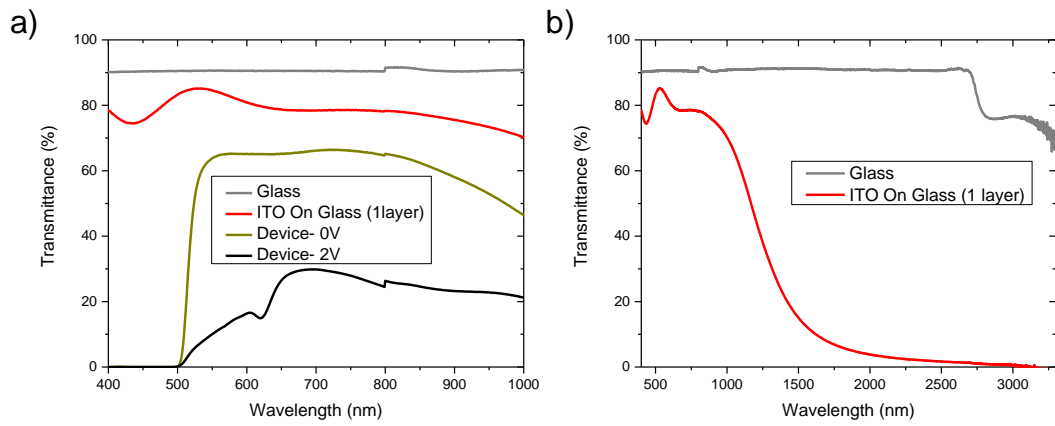 a)
Transmittance (%)
100
80
60
40
20
0
Glass
ITO On Glass (1layer)
Device- 0V
Device- 2V
400 500 600 700 800 900 1000
Wavelength (nm)
b)
Transmittance (%)
100
80
60
40
20
0
Glass
ITO On Glass (1 layer)
500 1000 1500 2000 2500 3000
Wavelength (nm)